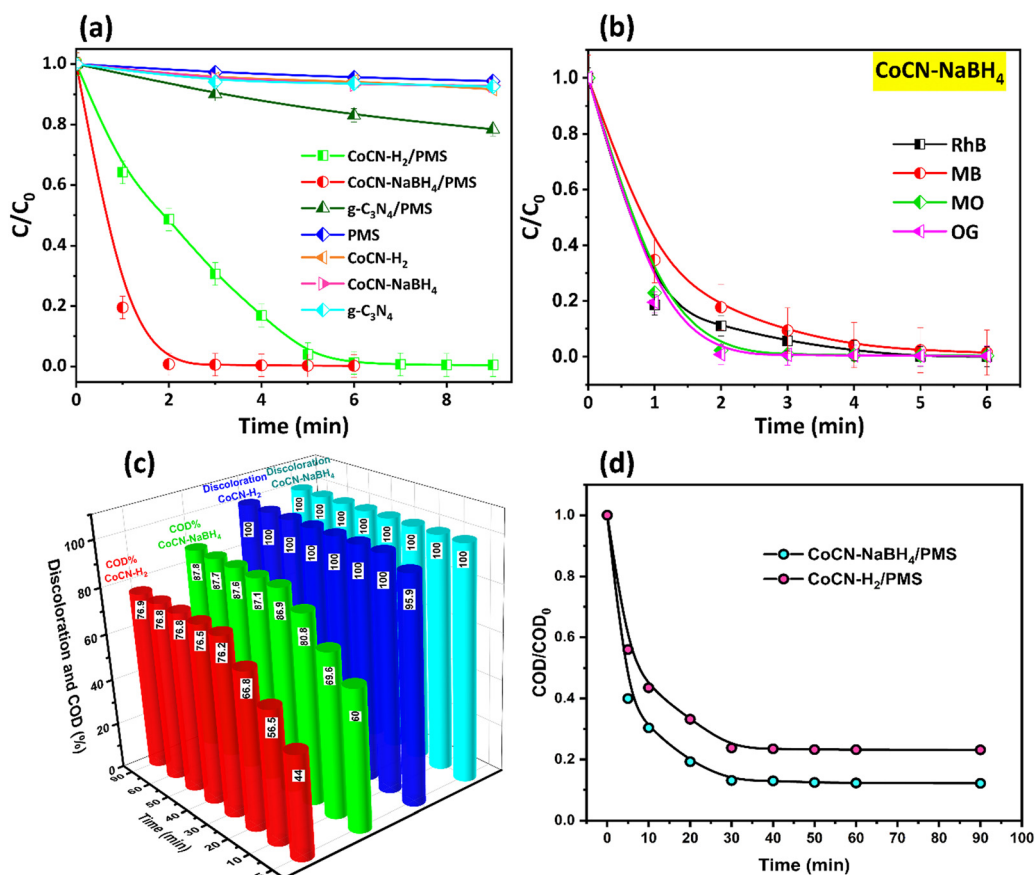 (a)
1.0
0.8
0.6
0.4
0.2
0.0
C/C₀
0 2 4 6 8
Time (min)
CoCN-H₂/PMS
CoCN-NaBH₄/PMS
g-C₃N₄/PMS
PMS
CoCN-H₂
CoCN-NaBH₄
g-C₃N₄
(b)
CoCN-NaBH₄
1.0
0.8
0.6
0.4
0.2
0.0
C/C₀
0 1 2 3 4 5 6
Time (min)
RhB
MB
MO
OG
(c)
Discoloration
CoCN-NaBH₄
Discoloration
CoCN-H₂
COD%
CoCN-NaBH₄
COD%
CoCN-H₂
100 100 100 100 100 100 100 100
100 100 100 100 100 100 100 95.9
87.8 87.7 87.6 87.1 86.9 80.8 69.6 60
76.9 76.8 76.8 76.5 76.2 66.8 56.5 44
Discoloration and COD (%)
100
80
60
40
20
0
90 60 50 40 30 20 10
Time (min)
(d)
1.0
0.8
0.6
0.4
0.2
0.0
COD/COD₀
0 10 20 30 40 50 60 70 80 90 100
Time (min)
CoCN-NaBH₄/PMS
CoCN-H₂/PMS